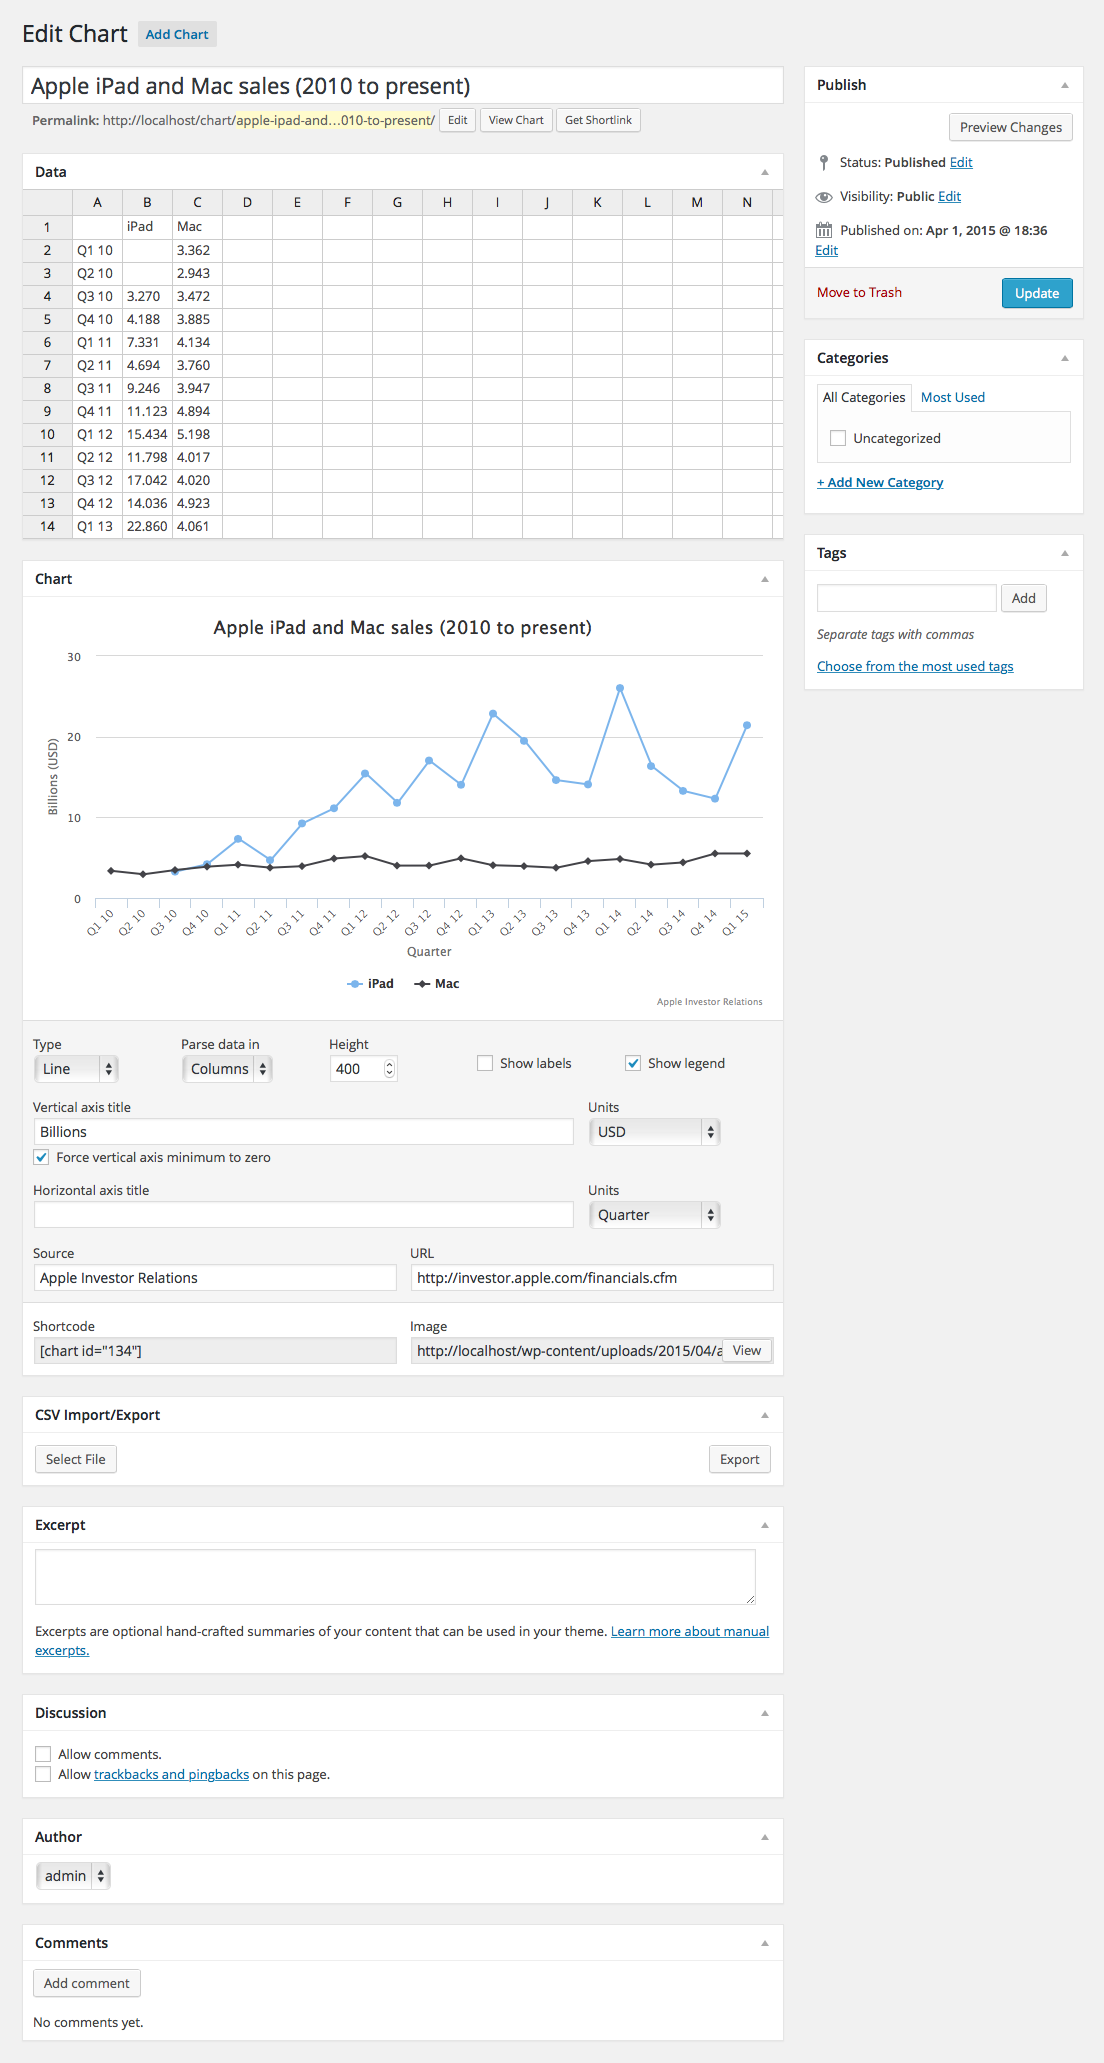 Edit Chart Add Chart
Apple iPad and Mac sales (2010 to present)
Permalink: http://localhost/chart/apple-ipad-and…010-to-present/ Edit View Chart Get Shortlink
Data
A B C D E F G H I J K L M N
1 iPad Mac
2 Q1 10 3.362
3 Q2 10 2.943
4 Q3 10 3.270 3.472
5 Q4 10 4.188 3.885
6 Q1 11 7.331 4.134
7 Q2 11 4.694 3.760
8 Q3 11 9.246 3.947
9 Q4 11 11.123 4.894
10 Q1 12 15.434 5.198
11 Q2 12 11.798 4.017
12 Q3 12 17.042 4.020
13 Q4 12 14.036 4.923
14 Q1 13 22.860 4.061
Chart
Apple iPad and Mac sales (2010 to present)
30
20
10
0
Billions (USD)
Q1 10 Q2 10 Q3 10 Q4 10 Q1 11 Q2 11 Q3 11 Q4 11 Q1 12 Q2 12 Q3 12 Q4 12 Q1 13 Q2 13 Q3 13 Q4 13 Q1 14 Q2 14 Q3 14 Q4 14 Q1 15
Quarter
iPad Mac
Apple Investor Relations
Type Parse data in Height
Line Columns 400 Show labels Show legend
Vertical axis title Units
Billions USD
Force vertical axis minimum to zero
Horizontal axis title Units
Quarter
Source URL
Apple Investor Relations http://investor.apple.com/financials.cfm
Shortcode Image
[chart id="134"] http://localhost/wp-content/uploads/2015/04/a View
CSV Import/Export
Select File Export
Excerpt
Excerpts are optional hand-crafted summaries of your content that can be used in your theme. Learn more about manual
excerpts.
Discussion
Allow comments.
Allow trackbacks and pingbacks on this page.
Author
admin
Comments
Add comment
No comments yet.
Publish
Preview Changes
Status: Published Edit
Visibility: Public Edit
Published on: Apr 1, 2015 @ 18:36
Edit
Move to Trash Update
Categories
All Categories Most Used
Uncategorized
+ Add New Category
Tags
Add
Separate tags with commas
Choose from the most used tags